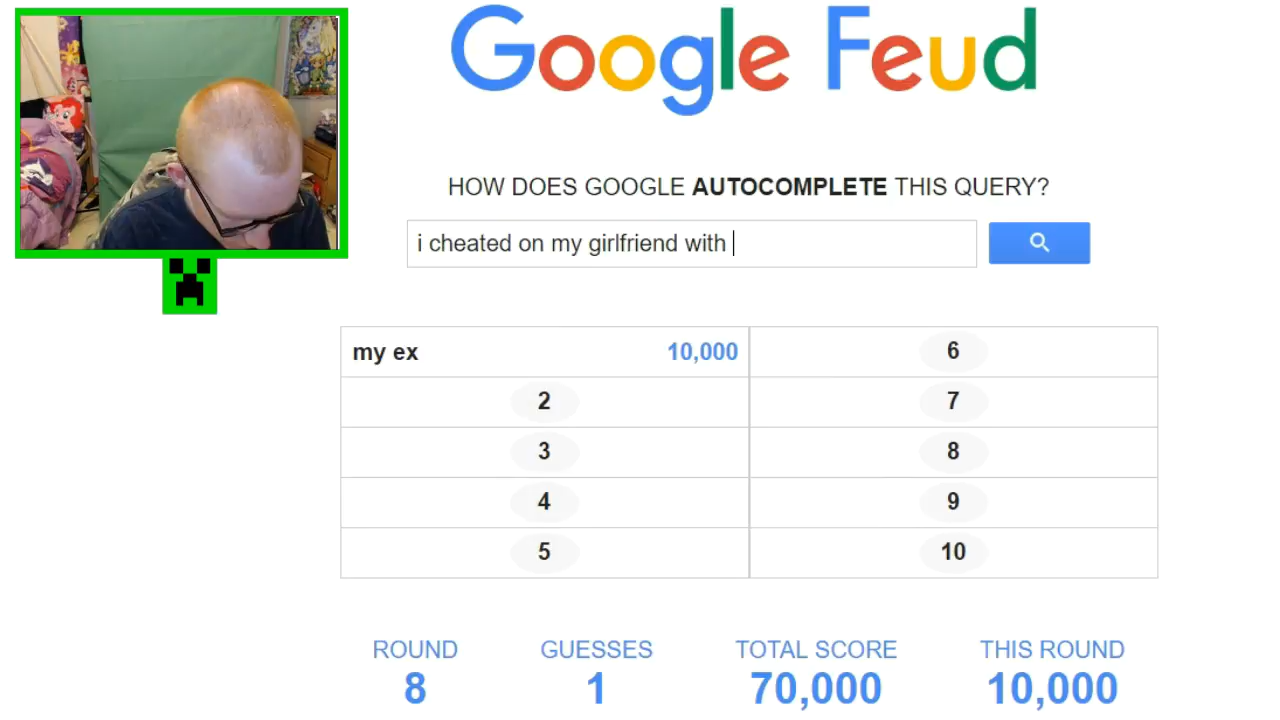 Google Feud
HOW DOES GOOGLE AUTOCOMPLETE THIS QUERY?
i cheated on my girlfriend with
my ex 10,000 6
2 7
3 8
4 9
5 10
ROUND GUESSES TOTAL SCORE THIS ROUND
8 1 70,000 10,000